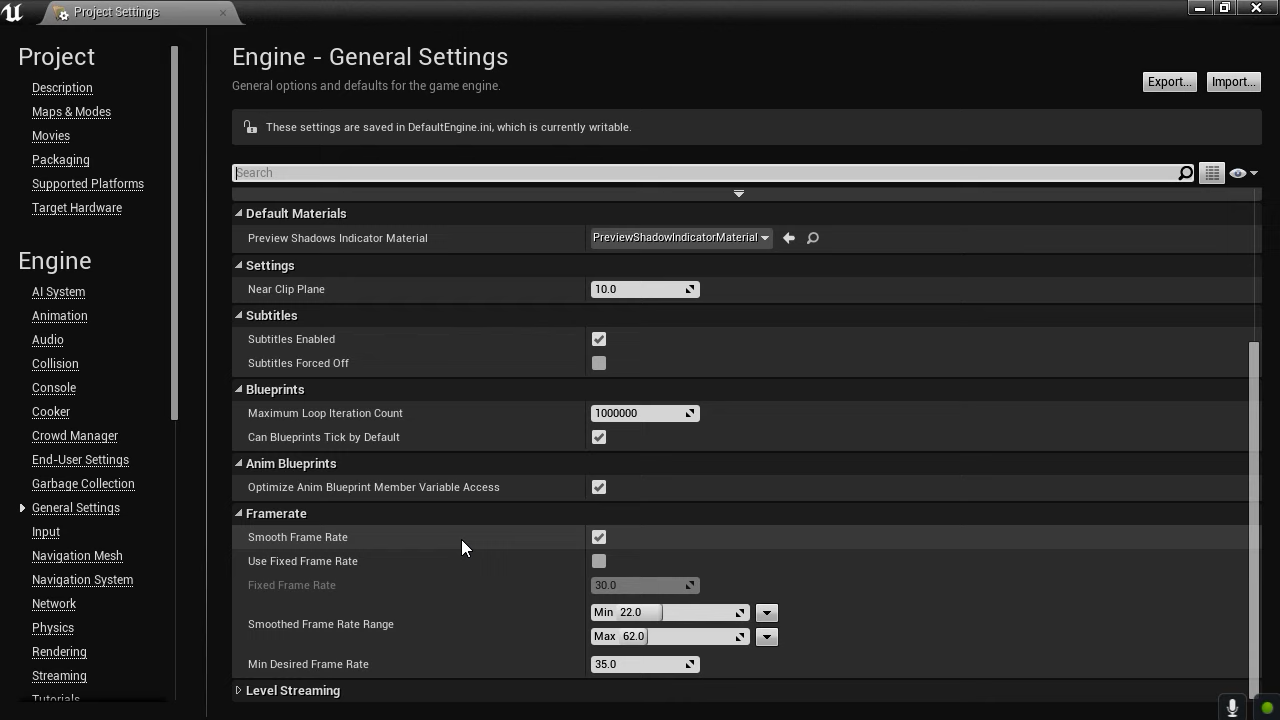 Project Settings
Project
Description
Maps & Modes
Movies
Packaging
Supported Platforms
Target Hardware
Engine
AI System
Animation
Audio
Collision
Console
Cooker
Crowd Manager
End-User Settings
Garbage Collection
General Settings
Input
Navigation Mesh
Navigation System
Network
Physics
Rendering
Streaming
Tutorials
Engine - General Settings
General options and defaults for the game engine.
Export...
Import...
These settings are saved in DefaultEngine.ini, which is currently writable.
Search
Default Materials
Preview Shadows Indicator Material
PreviewShadowIndicatorMaterial
Settings
Near Clip Plane
10.0
Subtitles
Subtitles Enabled
Subtitles Forced Off
Blueprints
Maximum Loop Iteration Count
1000000
Can Blueprints Tick by Default
Anim Blueprints
Optimize Anim Blueprint Member Variable Access
Framerate
Smooth Frame Rate
Use Fixed Frame Rate
Fixed Frame Rate
30.0
Smoothed Frame Rate Range
Min 22.0
Max 62.0
Min Desired Frame Rate
35.0
Level Streaming